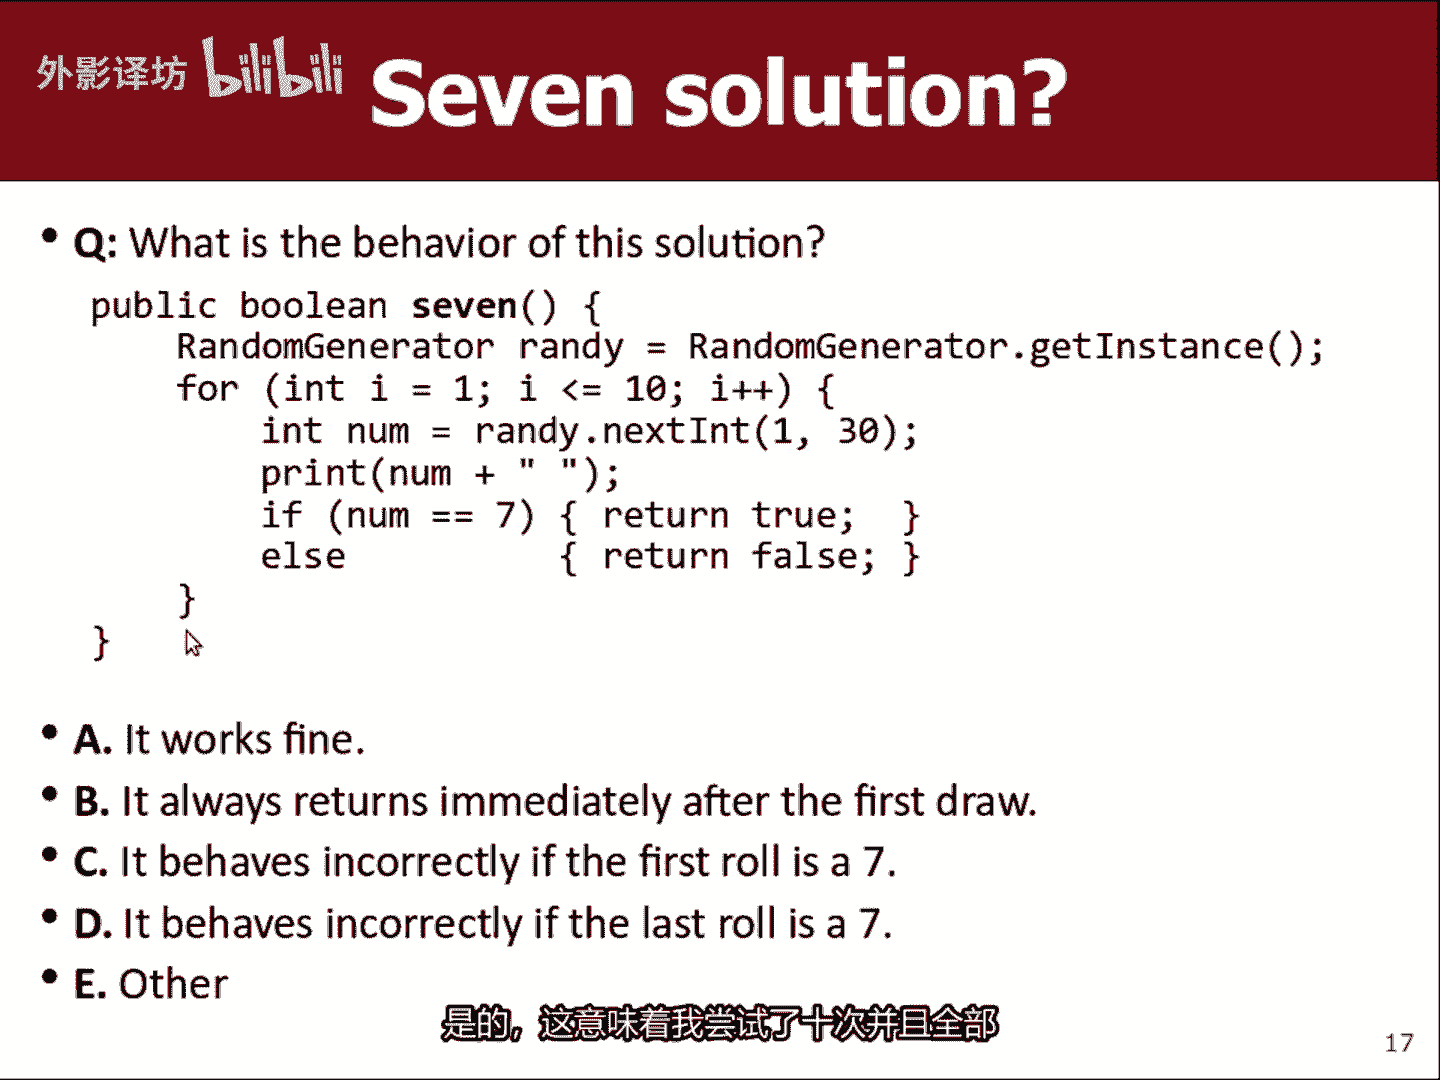 外影译坊 bilibili
Seven solution?
• Q: What is the behavior of this solution?
public boolean seven() {
    RandomGenerator randy = RandomGenerator.getInstance();
    for (int i = 1; i <= 10; i++) {
        int num = randy.nextInt(1, 30);
        print(num + " ");
        if (num == 7) { return true;  }
        else          { return false; }
    }
}
• A. It works fine.
• B. It always returns immediately after the first draw.
• C. It behaves incorrectly if the first roll is a 7.
• D. It behaves incorrectly if the last roll is a 7.
• E. Other
是的，这意味着我尝试了十次并且全部
17